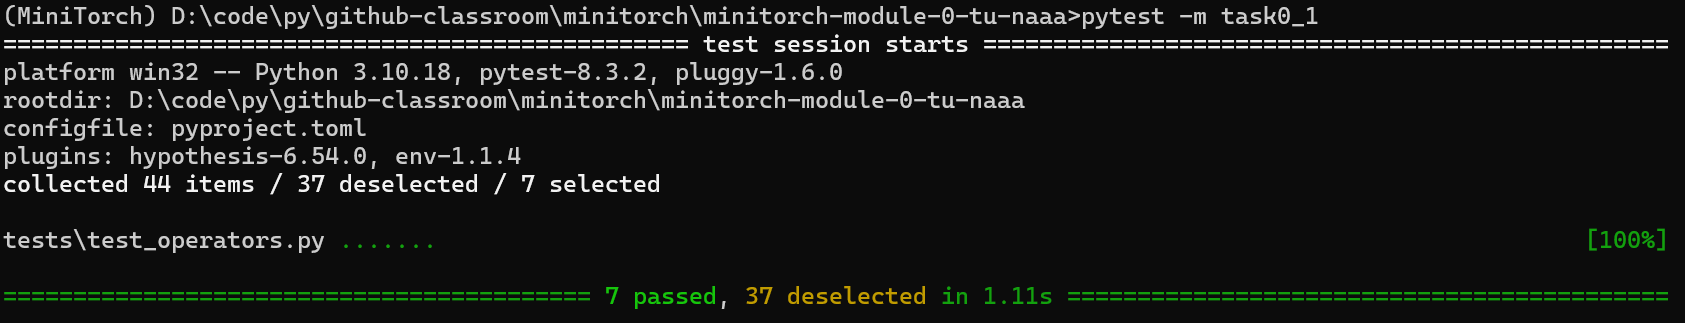 (MiniTorch) D:\code\py\github-classroom\minitorch\minitorch-module-0-tu-naaa>pytest -m task0_1
================================================= test session starts =================================================
platform win32 -- Python 3.10.18, pytest-8.3.2, pluggy-1.6.0
rootdir: D:\code\py\github-classroom\minitorch\minitorch-module-0-tu-naaa
configfile: pyproject.toml
plugins: hypothesis-6.54.0, env-1.1.4
collected 44 items / 37 deselected / 7 selected
tests\test_operators.py ....... [100%]
========================================== 7 passed, 37 deselected in 1.11s ===========================================